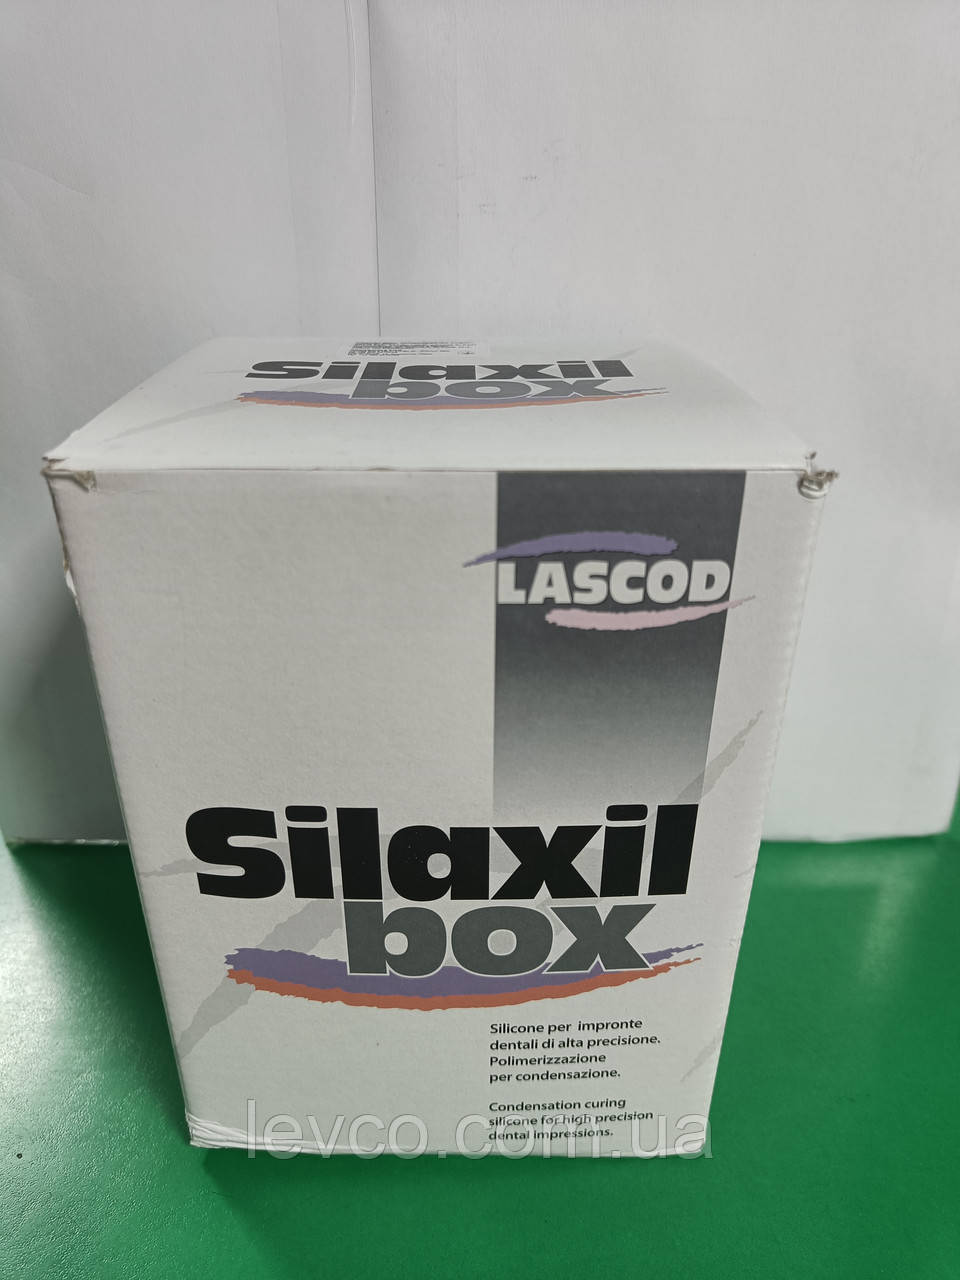 Silaxil
box
LASCOD
Silaxil
box
Silicone per impronte
dentali di alta precisione.
Polimerizzazione
per condensazione.
Condensation curing
silicone for high precision
dental impressions.
levco.com.ua